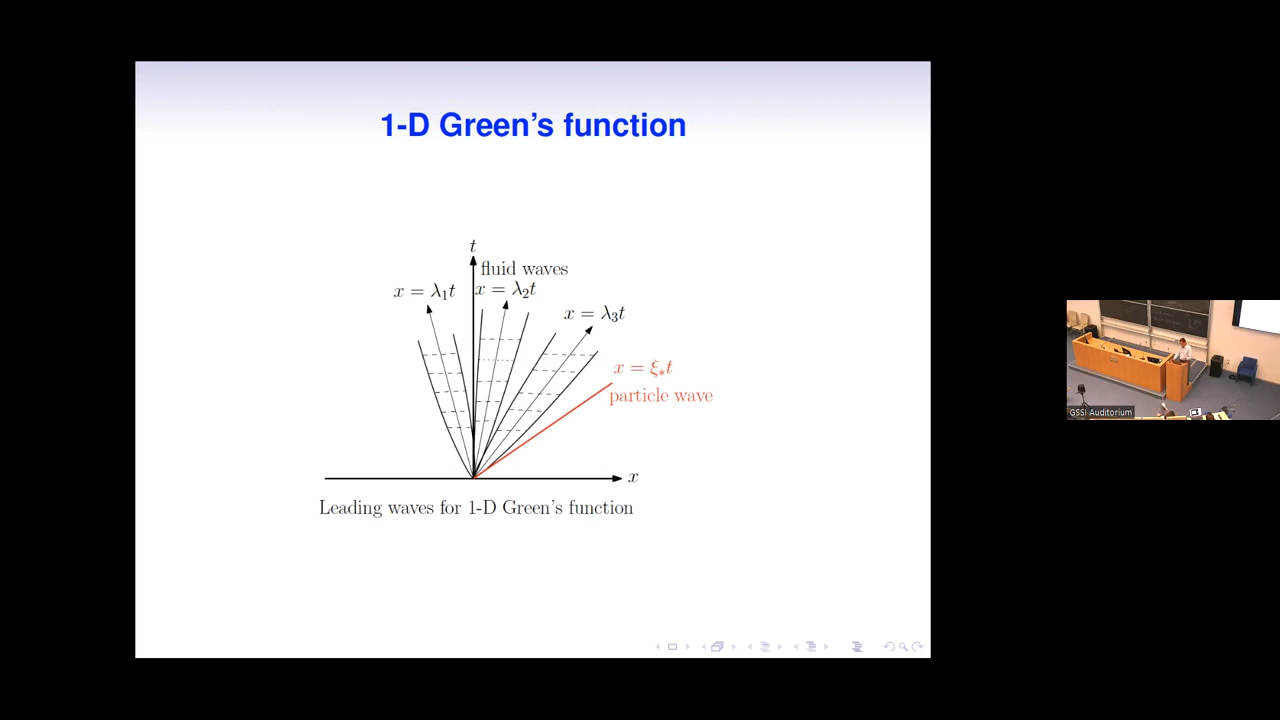 1-D Green's function
t
fluid waves
x = λ₁t
x = λ₂t
x = λ₃t
x = ξ*t
particle wave
x
Leading waves for 1-D Green's function
GSSI Auditorium